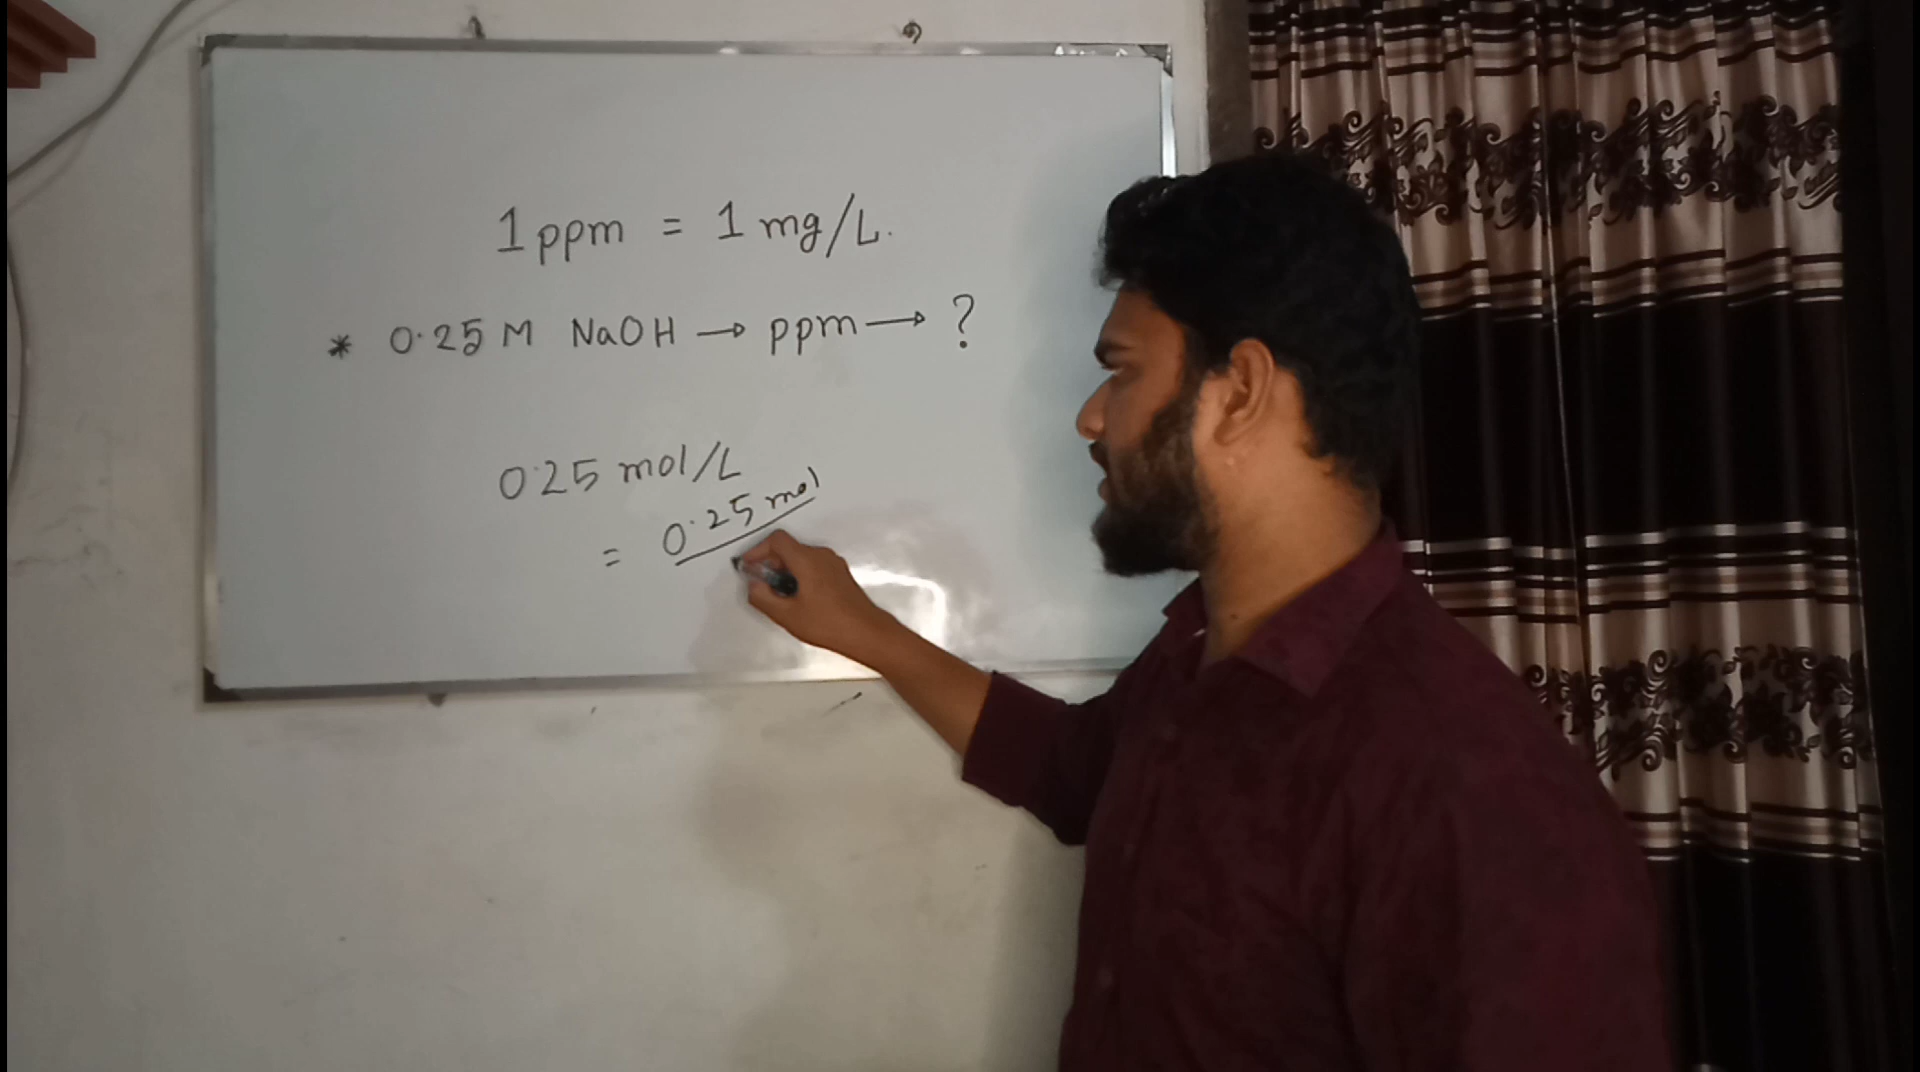 1 ppm = 1 mg/L.
* 0.25 M NaOH → ppm → ?
0.25 mol/L
= 0.25 mol